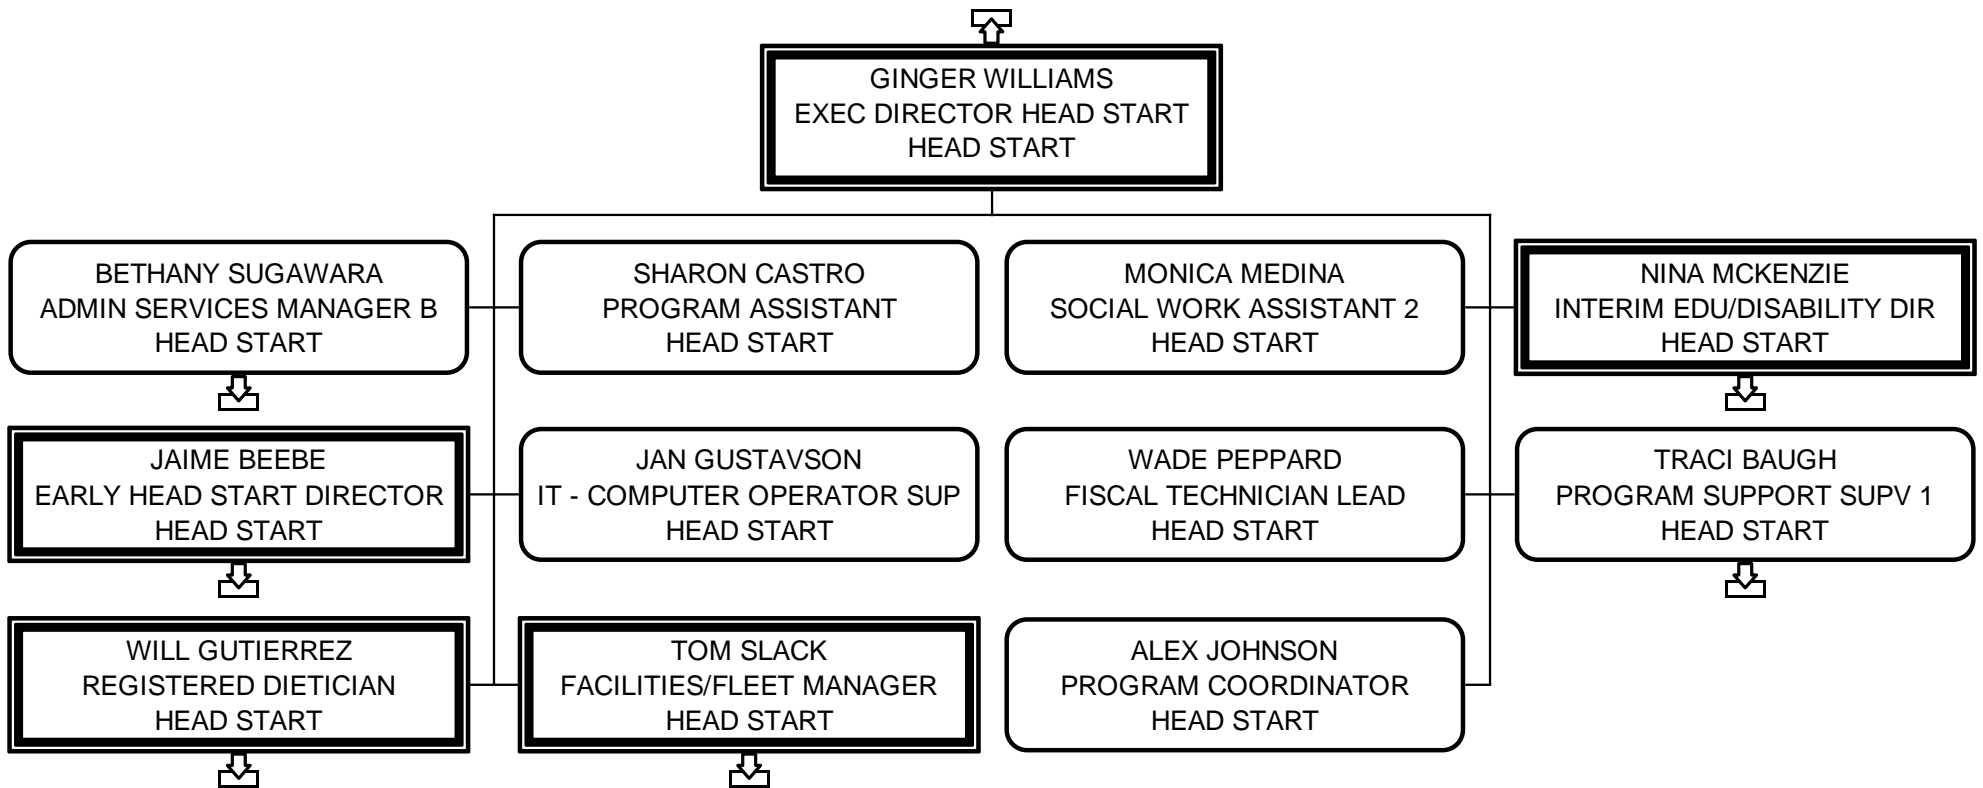 GINGER WILLIAMS
EXEC DIRECTOR HEAD START
HEAD START
BETHANY SUGAWARA
ADMIN SERVICES MANAGER B
HEAD START
SHARON CASTRO
PROGRAM ASSISTANT
HEAD START
MONICA MEDINA
SOCIAL WORK ASSISTANT 2
HEAD START
NINA MCKENZIE
INTERIM EDU/DISABILITY DIR
HEAD START
JAIME BEEBE
EARLY HEAD START DIRECTOR
HEAD START
JAN GUSTAVSON
IT - COMPUTER OPERATOR SUP
HEAD START
WADE PEPPARD
FISCAL TECHNICIAN LEAD
HEAD START
TRACI BAUGH
PROGRAM SUPPORT SUPV 1
HEAD START
WILL GUTIERREZ
REGISTERED DIETICIAN
HEAD START
TOM SLACK
FACILITIES/FLEET MANAGER
HEAD START
ALEX JOHNSON
PROGRAM COORDINATOR
HEAD START